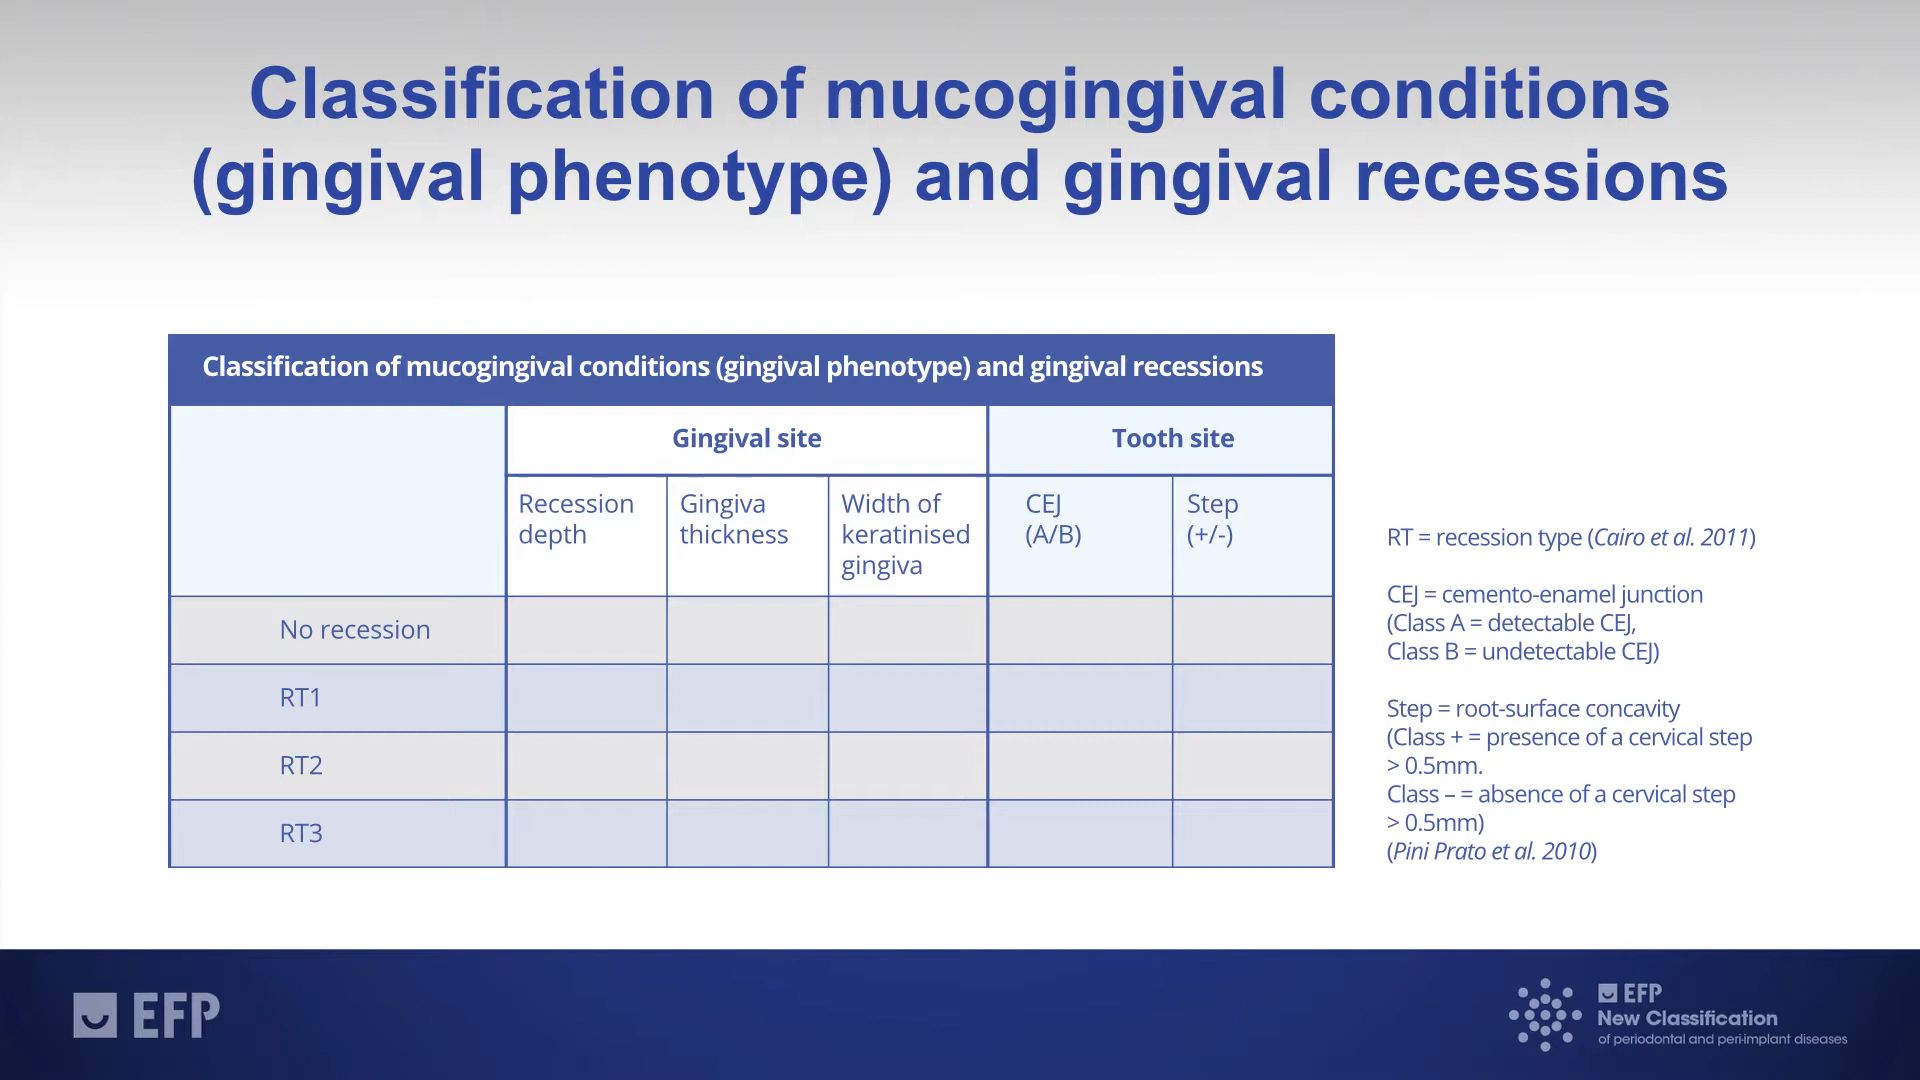 Classification of mucogingival conditions
(gingival phenotype) and gingival recessions
Classification of mucogingival conditions (gingival phenotype) and gingival recessions
Gingival site
Tooth site
Recession
depth
Gingiva
thickness
Width of
keratinised
gingiva
CEJ
(A/B)
Step
(+/-)
No recession
RT1
RT2
RT3
RT = recession type (Cairo et al. 2011)
CEJ = cemento-enamel junction
(Class A = detectable CEJ,
Class B = undetectable CEJ)
Step = root-surface concavity
(Class + = presence of a cervical step
> 0.5mm.
Class – = absence of a cervical step
> 0.5mm)
(Pini Prato et al. 2010)
EFP
EFP
New Classification
of periodontal and peri-implant diseases